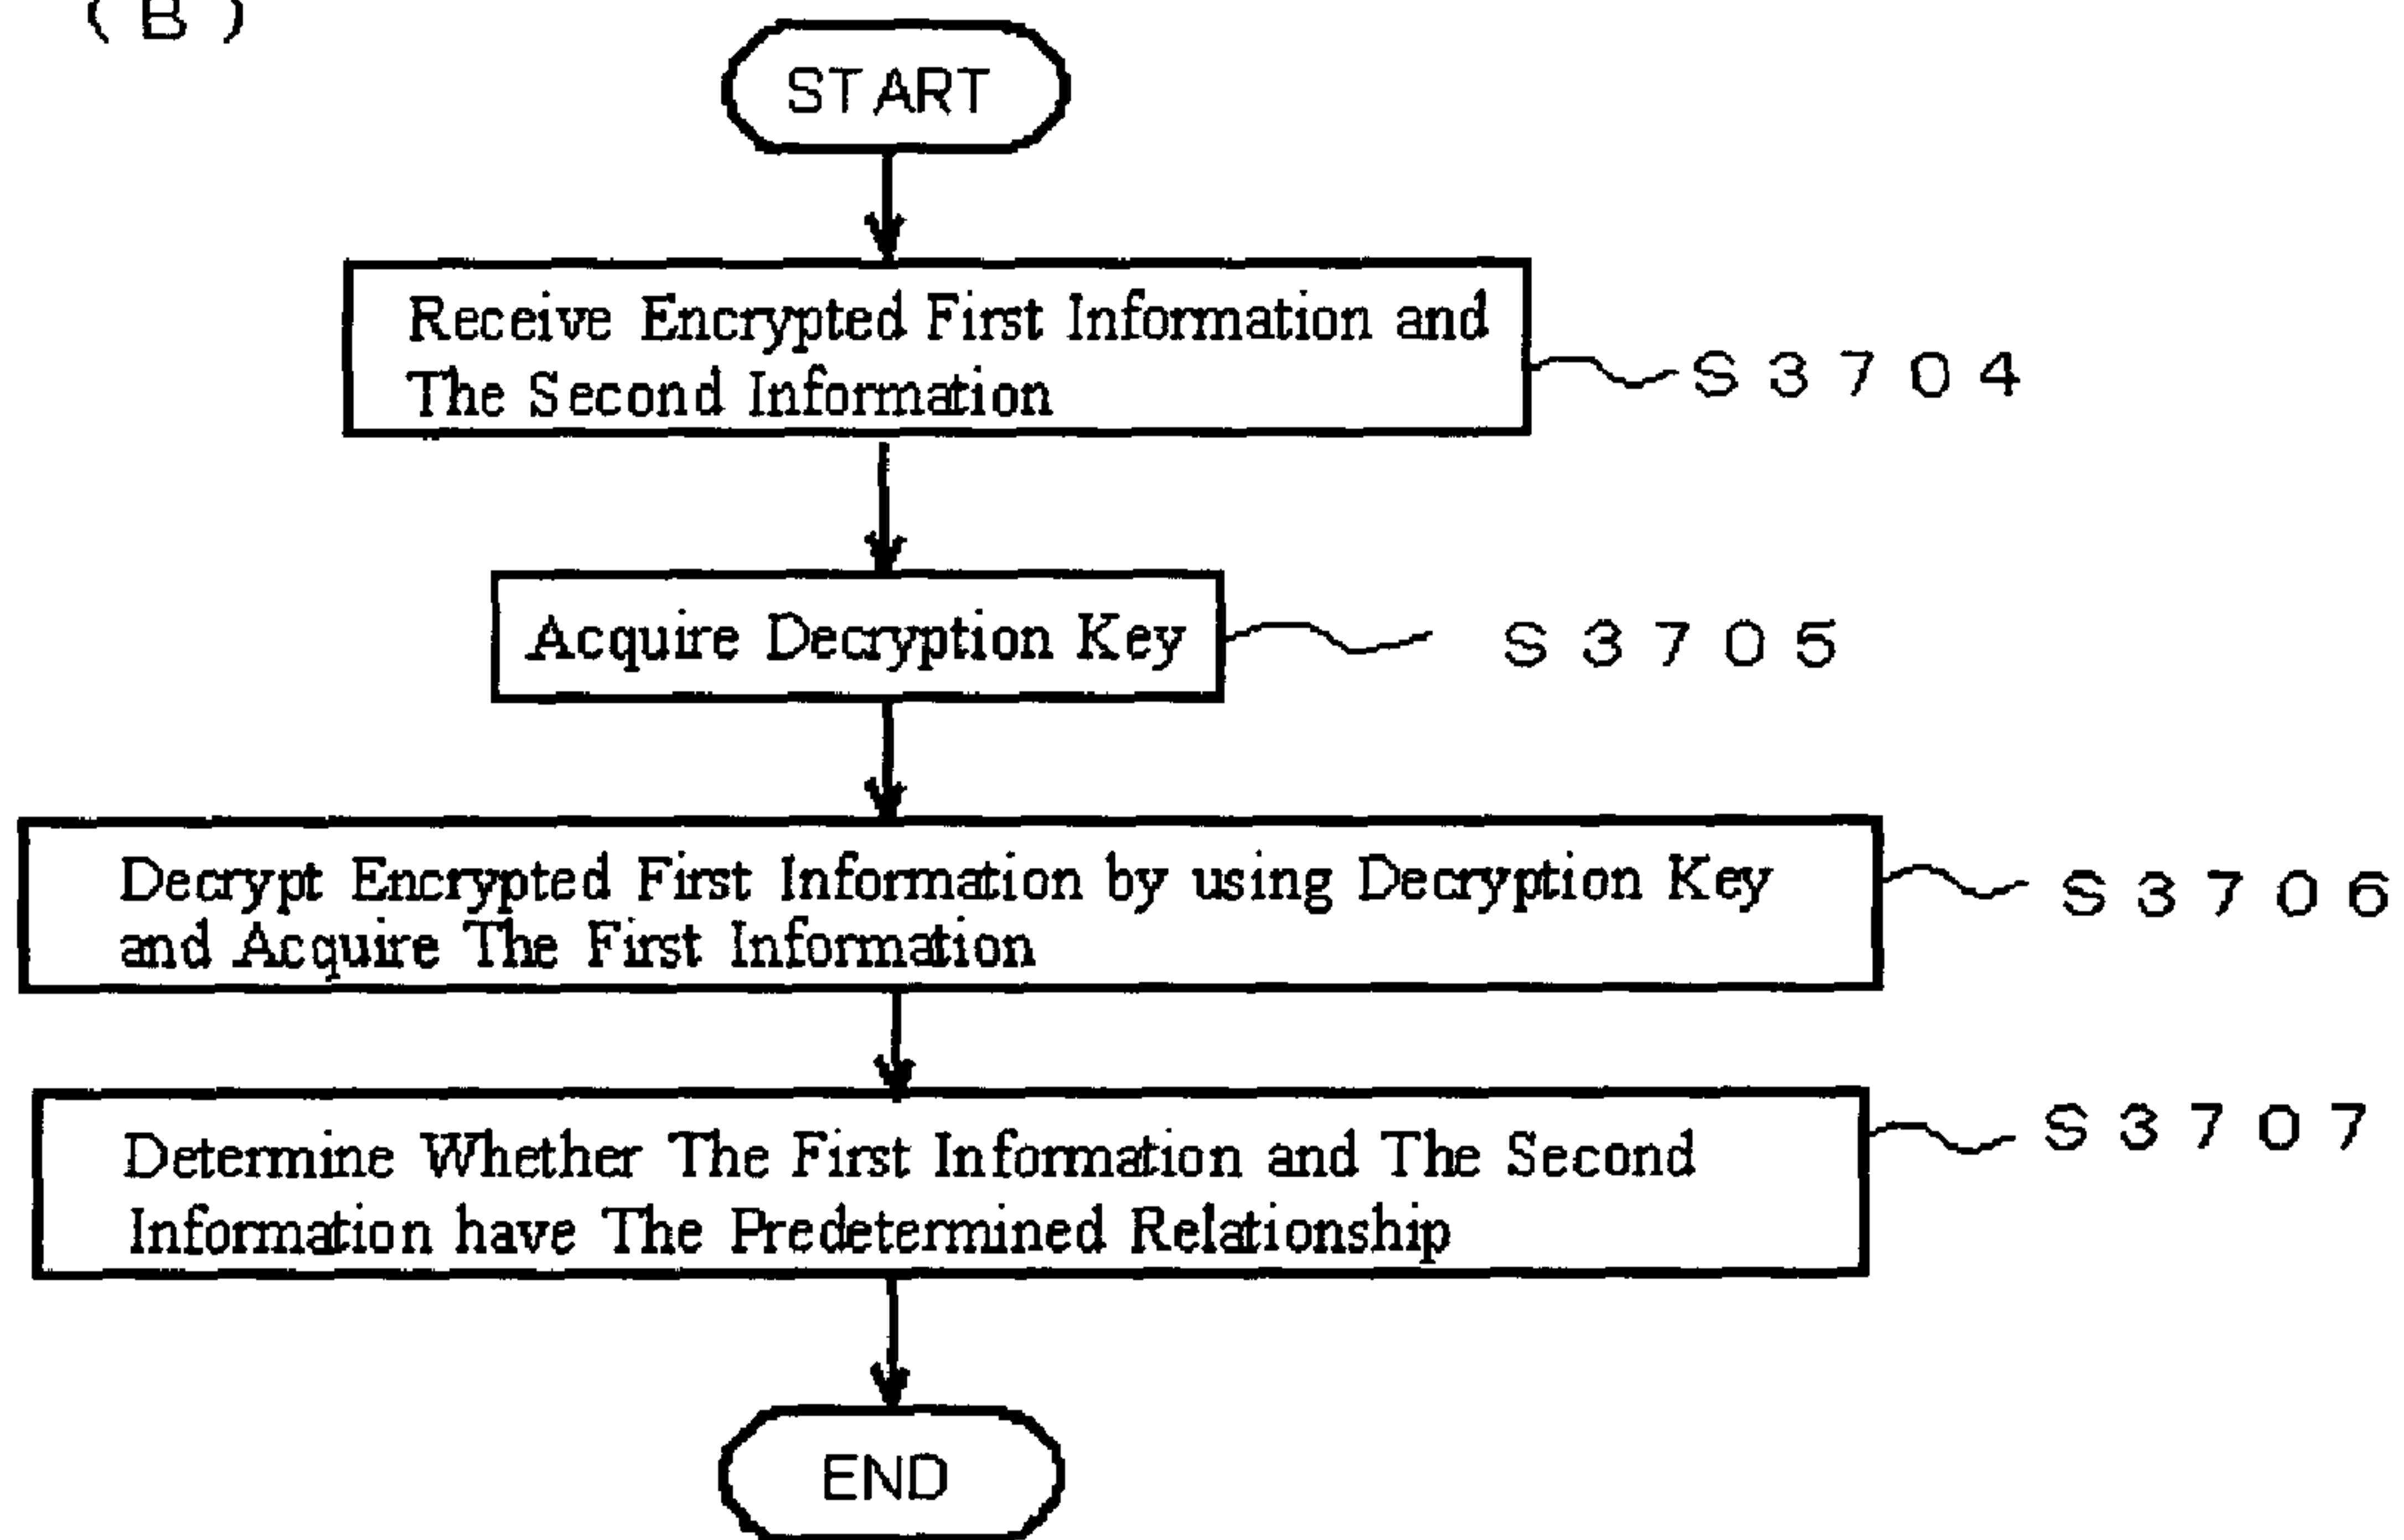 (B)
START
Receive Encrypted First Information and
The Second Information
S3704
Acquire Decryption Key
S3705
Decrypt Encrypted First Information by using Decryption Key
and Acquire The First Information
S3706
Determine Whether The First Information and The Second
Information have The Predetermined Relationship
S3707
END